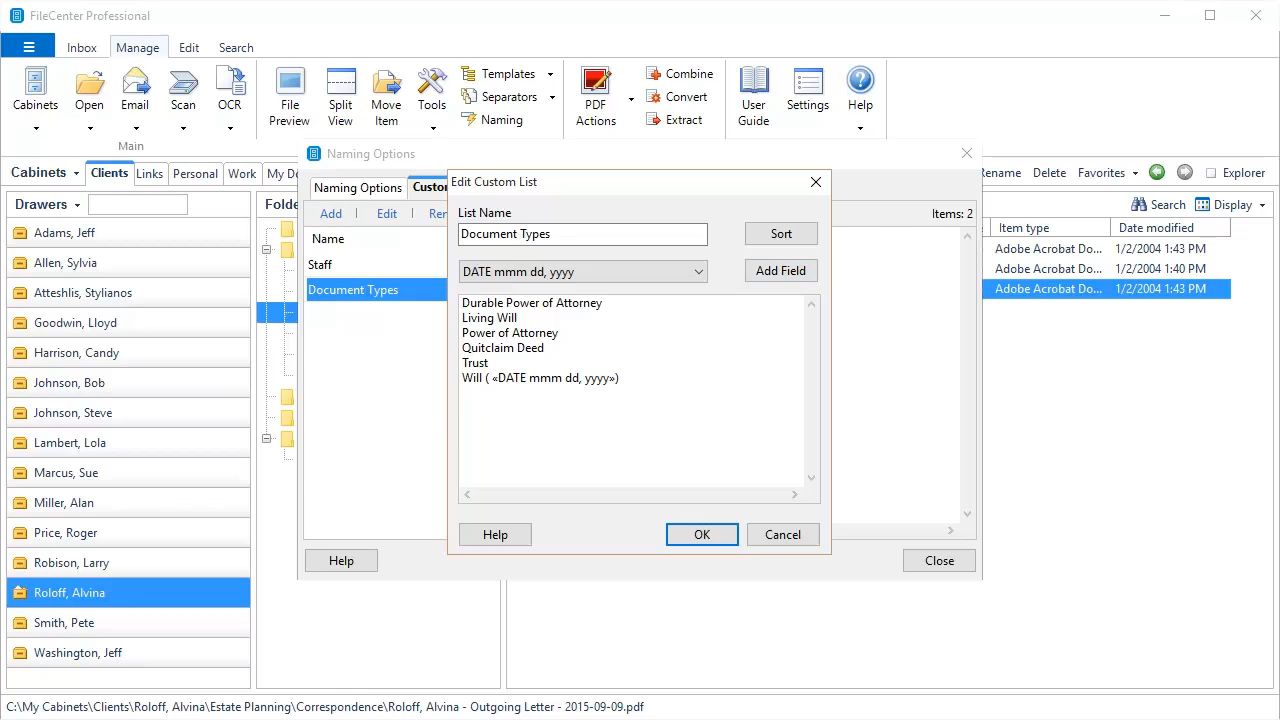 FileCenter Professional
Inbox Manage Edit Search
Cabinets Open Email Scan OCR
Main
File Preview
Split View
Move Item
Tools
Templates
Separators
Naming
PDF Actions
Combine
Convert
Extract
User Guide
Settings
Help
Cabinets Clients Links Personal Work My De
ename Delete Favorites Explorer
Drawers
Adams, Jeff
Allen, Sylvia
Atteshlis, Stylianos
Goodwin, Lloyd
Harrison, Candy
Johnson, Bob
Johnson, Steve
Lambert, Lola
Marcus, Sue
Miller, Alan
Price, Roger
Robison, Larry
Roloff, Alvina
Smith, Pete
Washington, Jeff
Folde
Naming Options
Naming Options Custo
Add Edit Ren Items: 2
Name
Staff
Document Types
Help Close
Edit Custom List
List Name
Document Types Sort
DATE mmm dd, yyyy Add Field
Durable Power of Attorney
Living Will
Power of Attorney
Quitclaim Deed
Trust
Will ( «DATE mmm dd, yyyy»)
Help OK Cancel
Search Display
Item type Date modified
Adobe Acrobat Do... 1/2/2004 1:43 PM
Adobe Acrobat Do... 1/2/2004 1:40 PM
Adobe Acrobat Do... 1/2/2004 1:43 PM
C:\My Cabinets\Clients\Roloff, Alvina\Estate Planning\Correspondence\Roloff, Alvina - Outgoing Letter - 2015-09-09.pdf